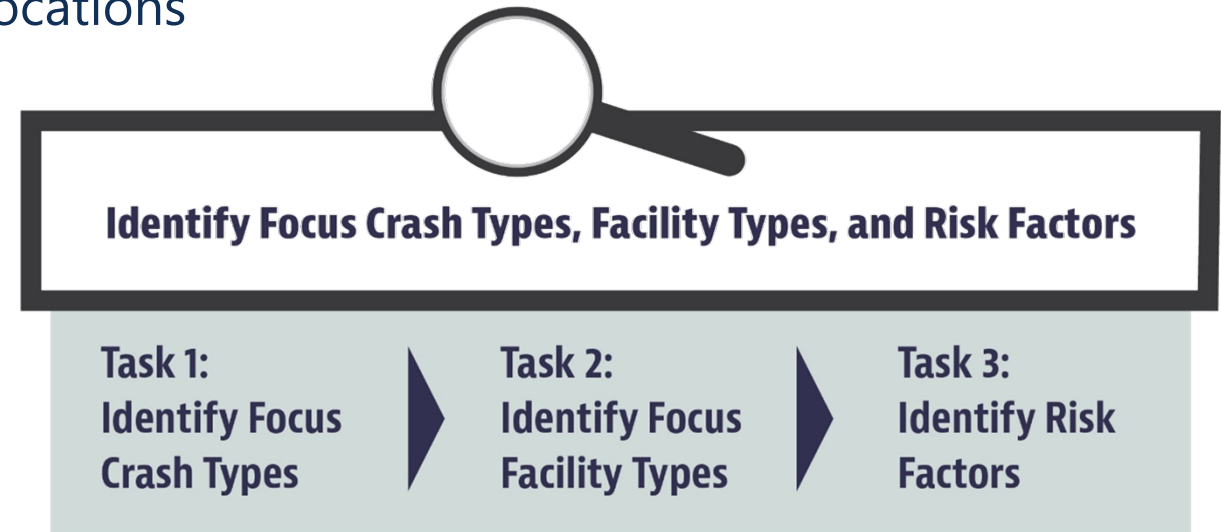 ocations
Identify Focus Crash Types, Facility Types, and Risk Factors
Task 1:
Identify Focus
Crash Types
Task 2:
Identify Focus
Facility Types
Task 3:
Identify Risk
Factors